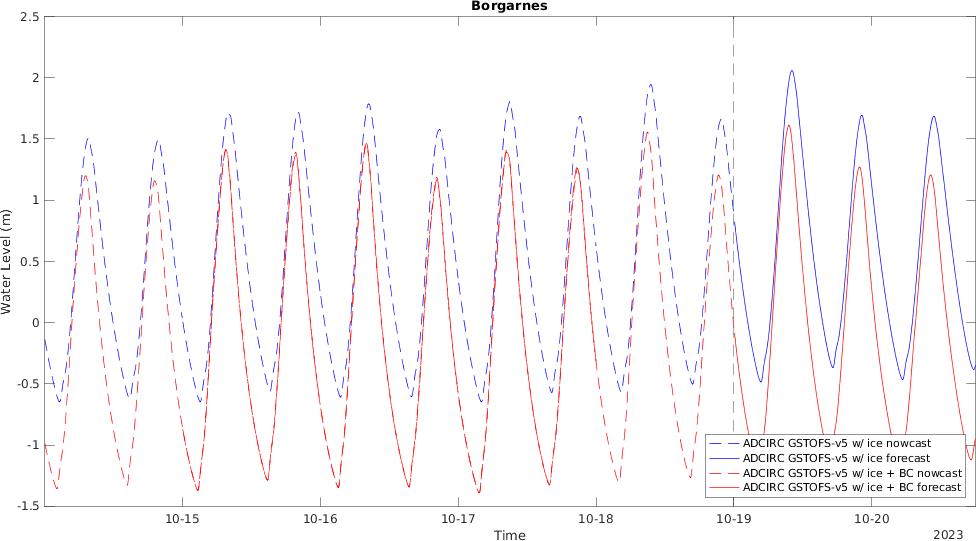 Borgarnes
2.5
2
1.5
1
0.5
0
-0.5
-1
-1.5
Water Level (m)
10-15
10-16
10-17
10-18
10-19
10-20
Time
2023
ADCIRC GSTOFS-v5 w/ ice nowcast
ADCIRC GSTOFS-v5 w/ ice forecast
ADCIRC GSTOFS-v5 w/ ice + BC nowcast
ADCIRC GSTOFS-v5 w/ ice + BC forecast